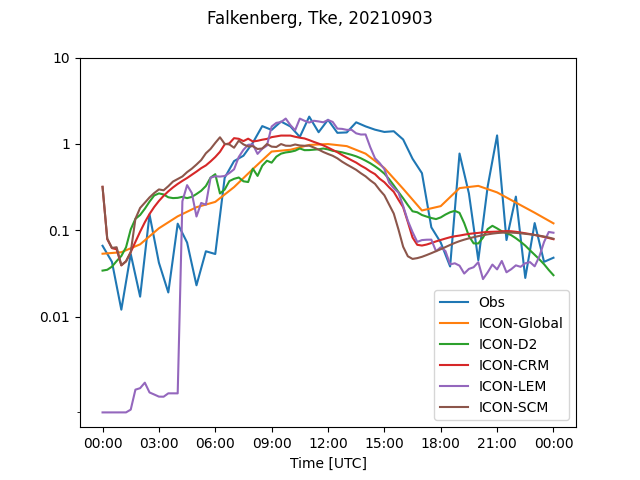 Falkenberg, Tke, 20210903
10
1
0.1
0.01
Obs
ICON-Global
ICON-D2
ICON-CRM
ICON-LEM
ICON-SCM
00:00 03:00 06:00 09:00 12:00 15:00 18:00 21:00 00:00
Time [UTC]